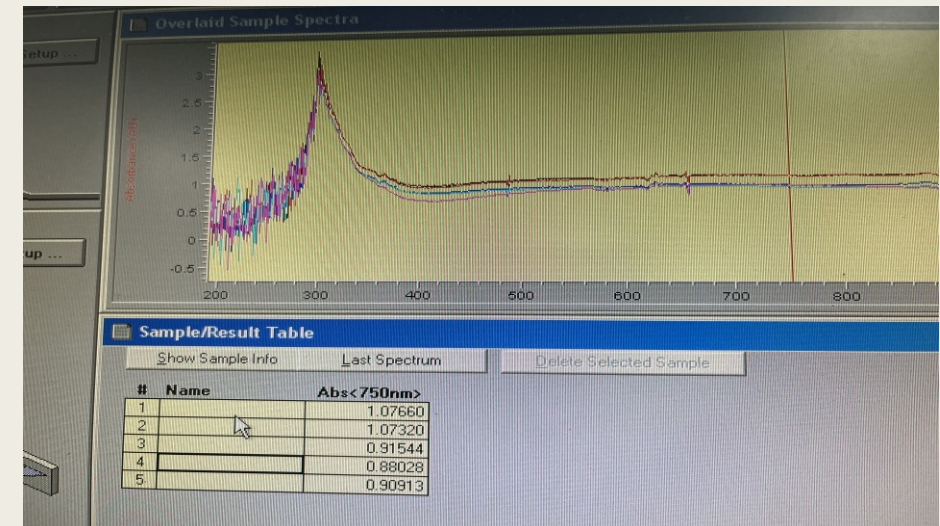 Overlaid Sample Spectra
etup ...
3
2.5
2
1.5
1
0.5
0
-0.5
200 300 400 500 600 700 800
up ...
Sample/Result Table
Show Sample Info Last Spectrum Delete Selected Sample
# Name Abs<750nm>
1 1.07660
2 1.07320
3 0.91544
4 0.88028
5 0.90913